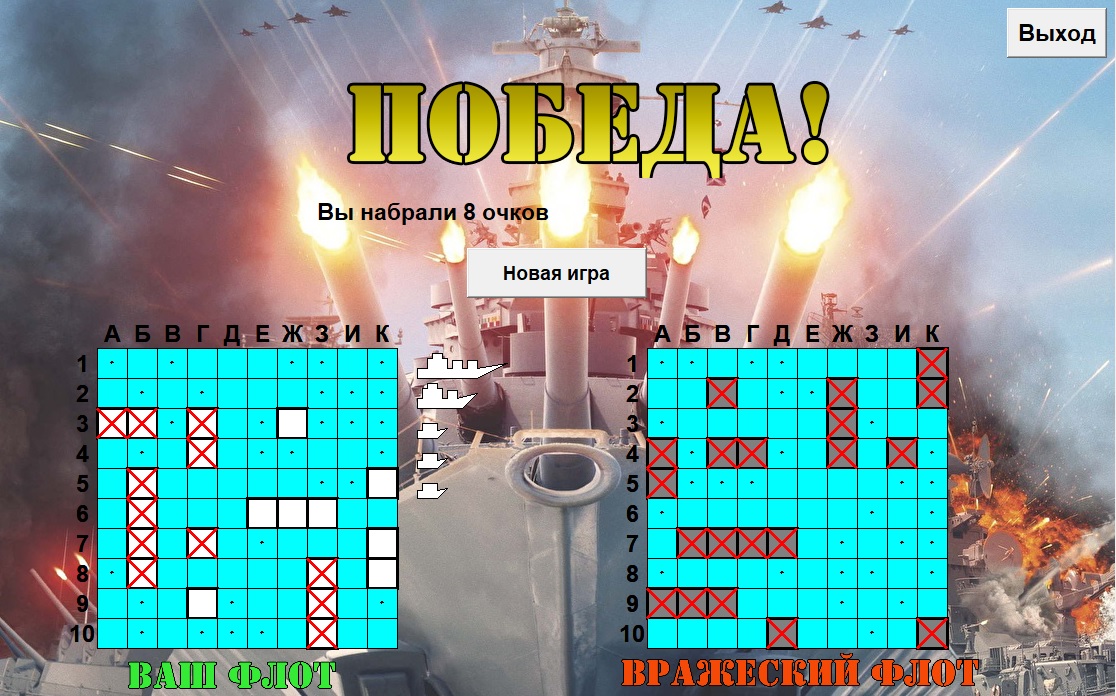 Выход
ПОБЕДА!
Вы набрали 8 очков
Новая игра
А Б В Г Д Е Ж З И К
1
2
3
4
5
6
7
8
9
10
А Б В Г Д Е Ж З И К
1
2
3
4
5
6
7
8
9
10
ВАШ ФЛОТ
ВРАЖЕСКИЙ ФЛОТ